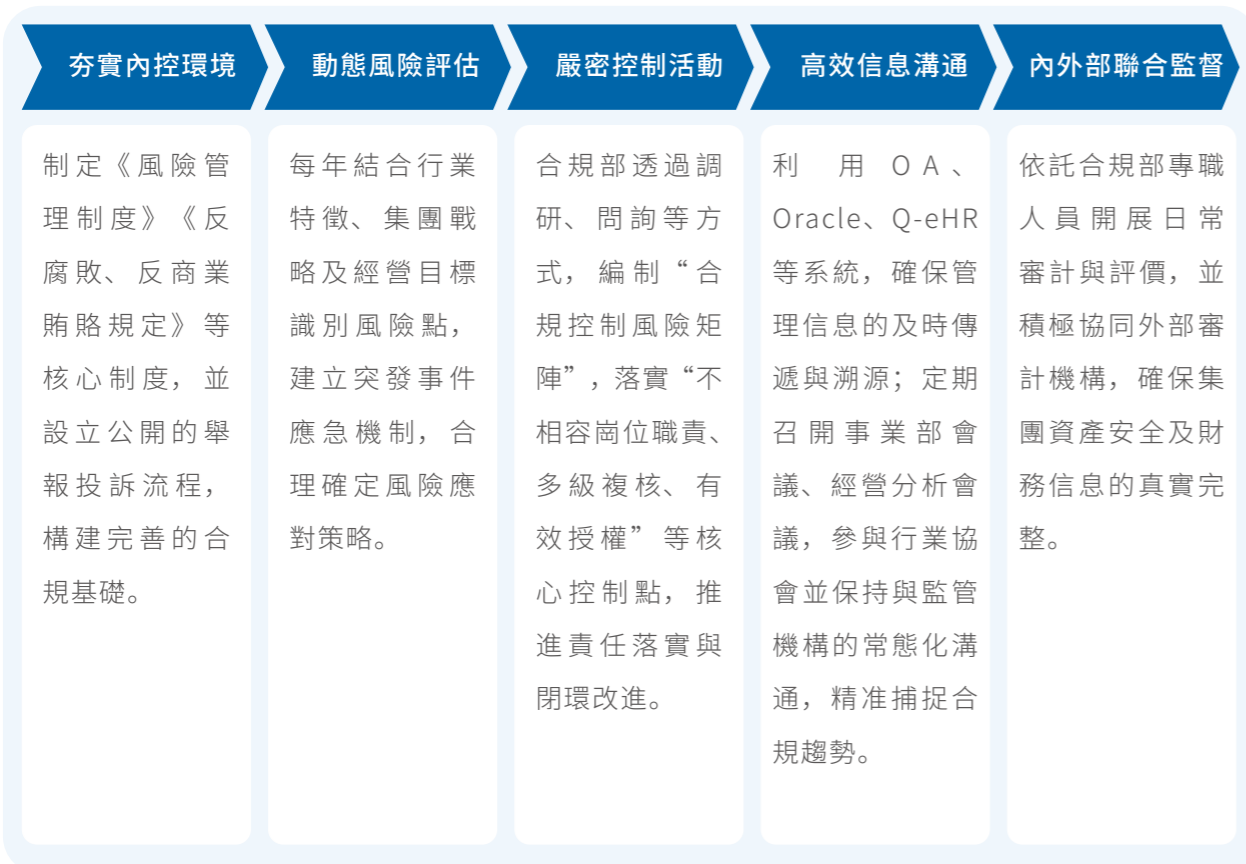 夯實內控環境
制定《風險管
理制度》《反
腐敗、反商業
賄賂規定》等
核心制度，並
設立公開的舉
報投訴流程，
構建完善的合
規基礎。
動態風險評估
每年結合行業
特徵、集團戰
略及經營目標
識別風險點，
建立突發事件
應急機制，合
理確定風險應
對策略。
嚴密控制活動
合規部透過調
研、問詢等方
式，編制“合
規控制風險矩
陣”，落實“不
相容崗位職責、
多級複核、有
效授權”等核
心控制點，推
進責任落實與
閉環改進。
高效信息溝通
利用OA、
Oracle、Q-eHR
等系統，確保管
理信息的及時傳
遞與溯源；定期
召開事業部會
議、經營分析會
議，參與行業協
會並保持與監管
機構的常態化溝
通，精准捕捉合
規趨勢。
內外部聯合監督
依託合規部專職
人員開展日常
審計與評價，並
積極協同外部審
計機構，確保集
團資產安全及財
務信息的真實完
整。